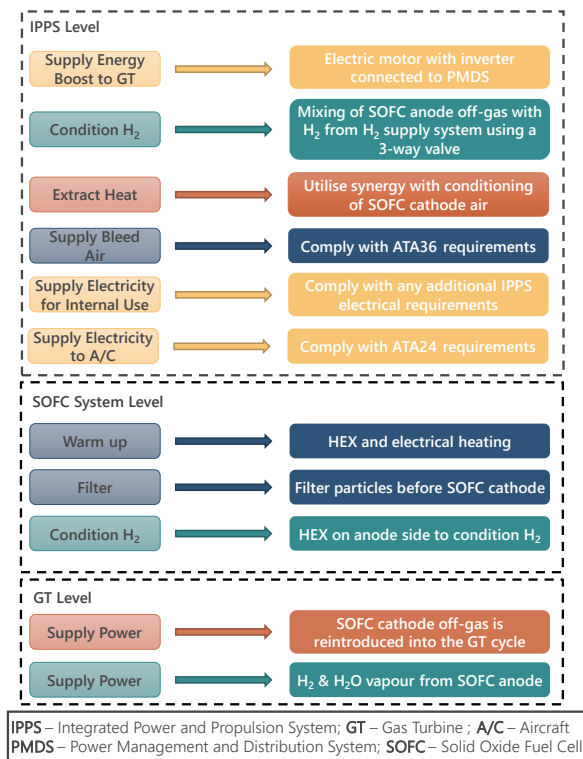 IPPS Level
Supply Energy
Boost to GT
Electric motor with inverter
connected to PMDS
Condition H₂
Mixing of SOFC anode off-gas with
H₂ from H₂ supply system using a
3-way valve
Extract Heat
Utilise synergy with conditioning
of SOFC cathode air
Supply Bleed
Air
Comply with ATA36 requirements
Supply Electricity
for Internal Use
Comply with any additional IPPS
electrical requirements
Supply Electricity
to A/C
Comply with ATA24 requirements
SOFC System Level
Warm up
HEX and electrical heating
Filter
Filter particles before SOFC cathode
Condition H₂
HEX on anode side to condition H₂
GT Level
Supply Power
SOFC cathode off-gas is
reintroduced into the GT cycle
Supply Power
H₂ & H₂O vapour from SOFC anode
IPPS – Integrated Power and Propulsion System; GT – Gas Turbine ; A/C – Aircraft
PMDS – Power Management and Distribution System; SOFC – Solid Oxide Fuel Cell